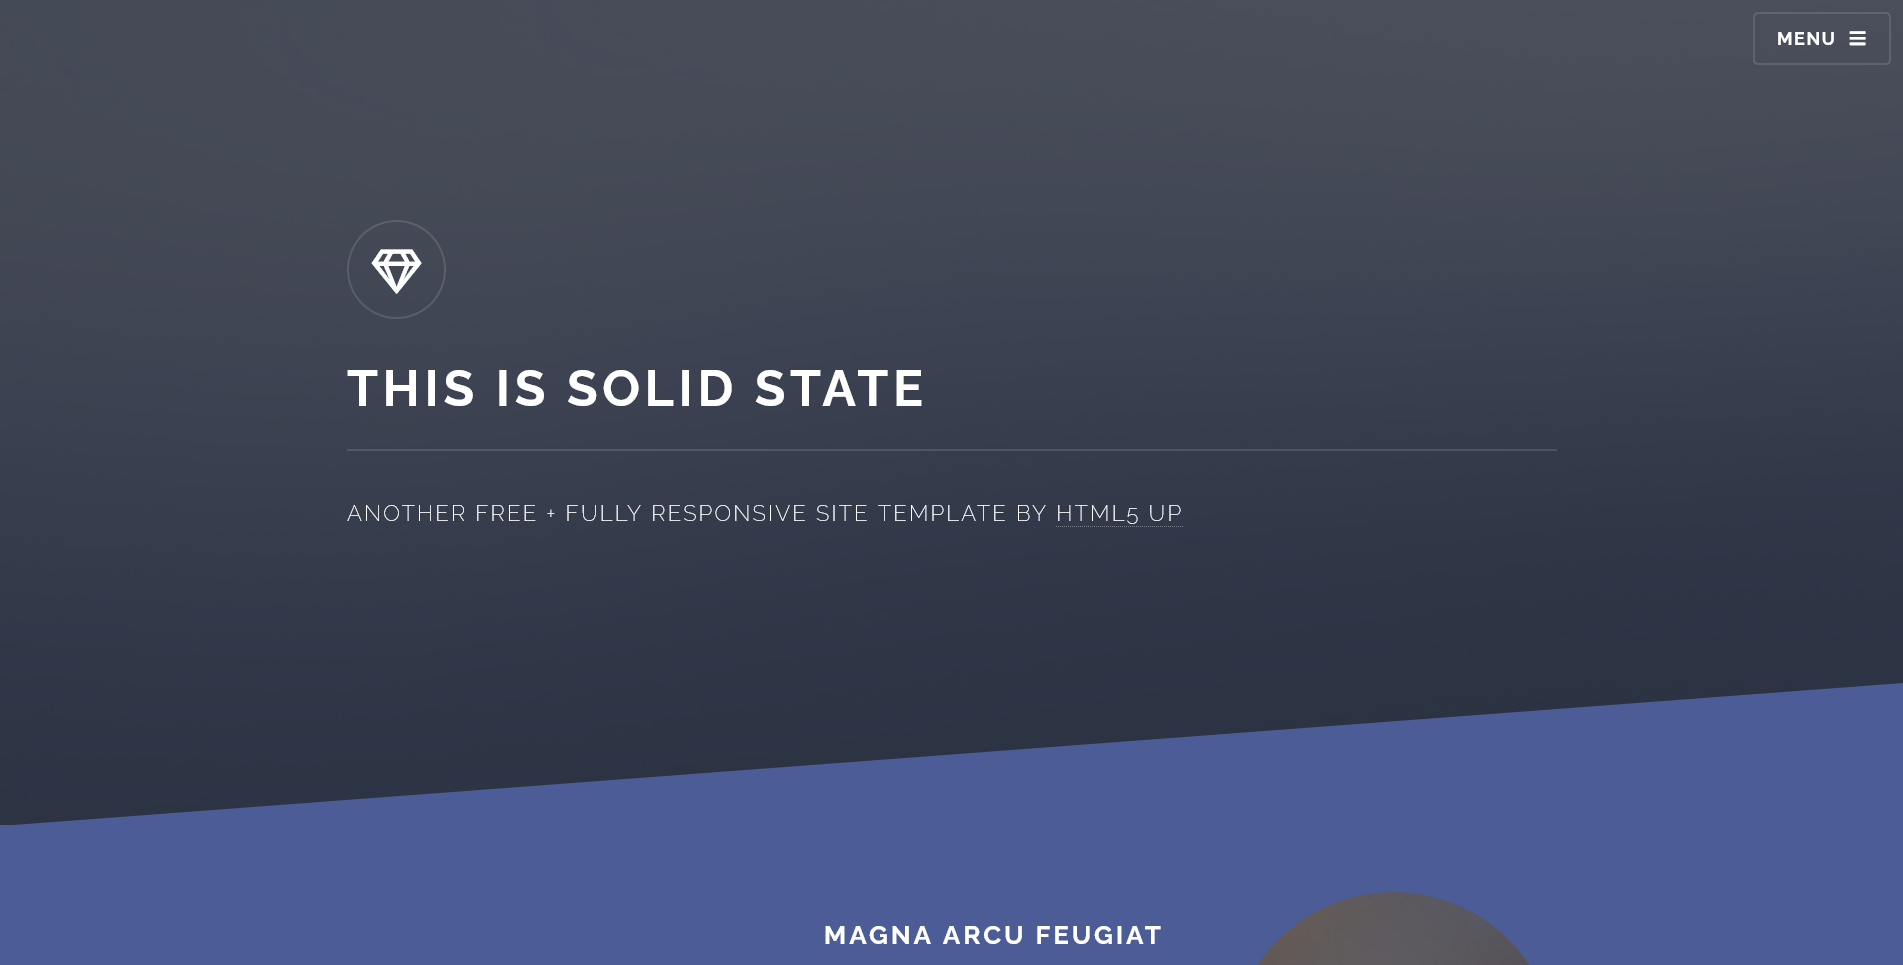 MENU
THIS IS SOLID STATE
ANOTHER FREE + FULLY RESPONSIVE SITE TEMPLATE BY HTML5 UP
MAGNA ARCU FEUGIAT